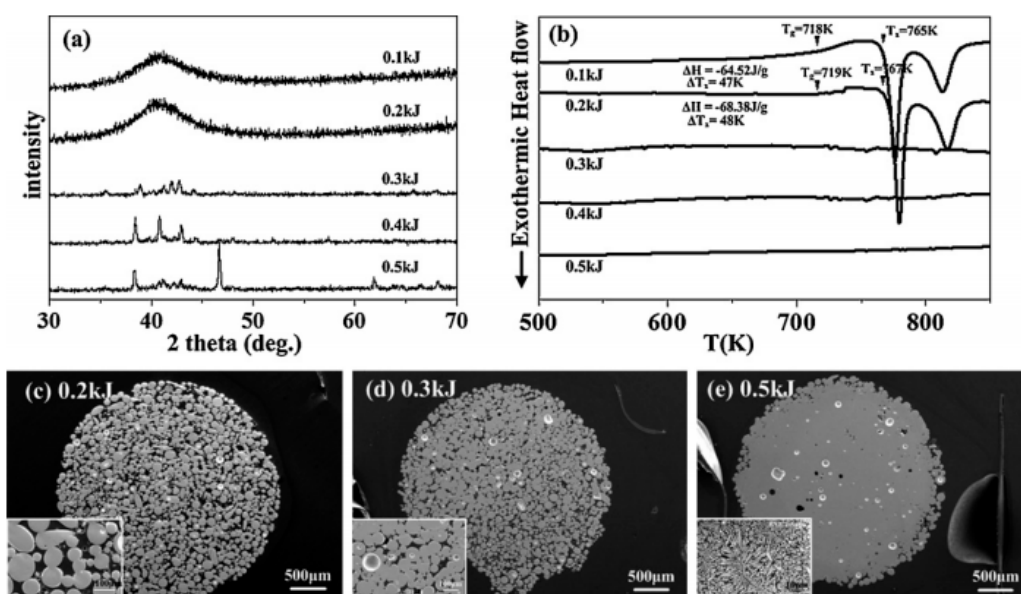 (a)
0.1kJ
0.2kJ
0.3kJ
0.4kJ
0.5kJ
intensity
30 40 50 60 70
2 theta (deg.)
(b)
Tg=718K Tx=765K
0.1kJ
ΔH = -64.52J/g
ΔTx= 47K
Tg=719K Tx=767K
0.2kJ
ΔH = -68.38J/g
ΔTx= 48K
0.3kJ
0.4kJ
0.5kJ
Exothermic Heat flow
500 600 700 800
T(K)
(c) 0.2kJ
500μm
(d) 0.3kJ
500μm
(e) 0.5kJ
500μm